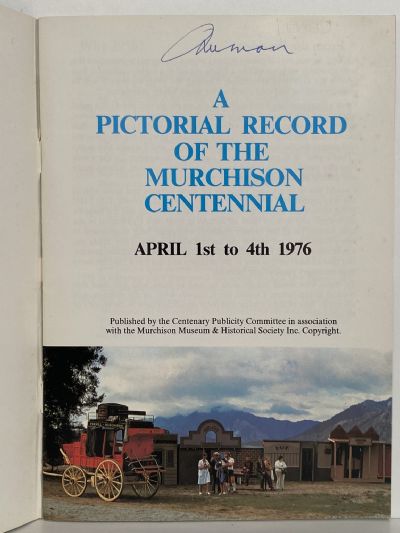 A
PICTORIAL RECORD
OF THE
MURCHISON
CENTENNIAL
APRIL 1st to 4th 1976
Published by the Centenary Publicity Committee in association
with the Murchison Museum & Historical Society Inc. Copyright.